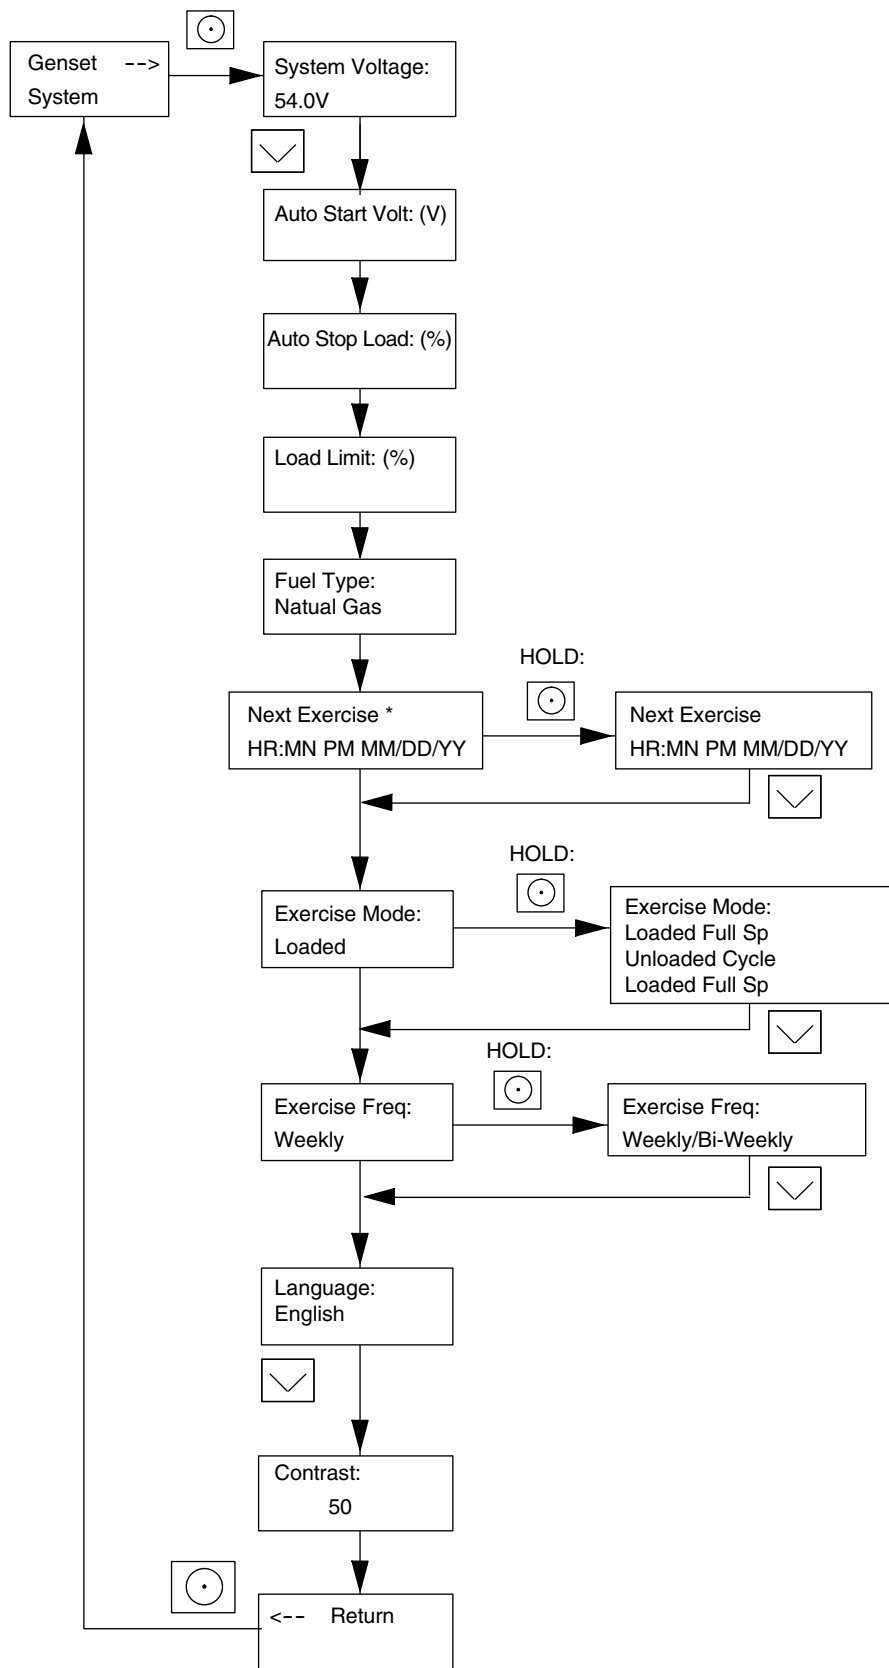 Genset -->
System
System Voltage:
54.0V
Auto Start Volt: (V)
Auto Stop Load: (%)
Load Limit: (%)
Fuel Type:
Natual Gas
HOLD:
Next Exercise *
HR:MN PM MM/DD/YY
Next Exercise
HR:MN PM MM/DD/YY
HOLD:
Exercise Mode:
Loaded
Exercise Mode:
Loaded Full Sp
Unloaded Cycle
Loaded Full Sp
HOLD:
Exercise Freq:
Weekly
Exercise Freq:
Weekly/Bi-Weekly
Language:
English
Contrast:
50
<-- Return